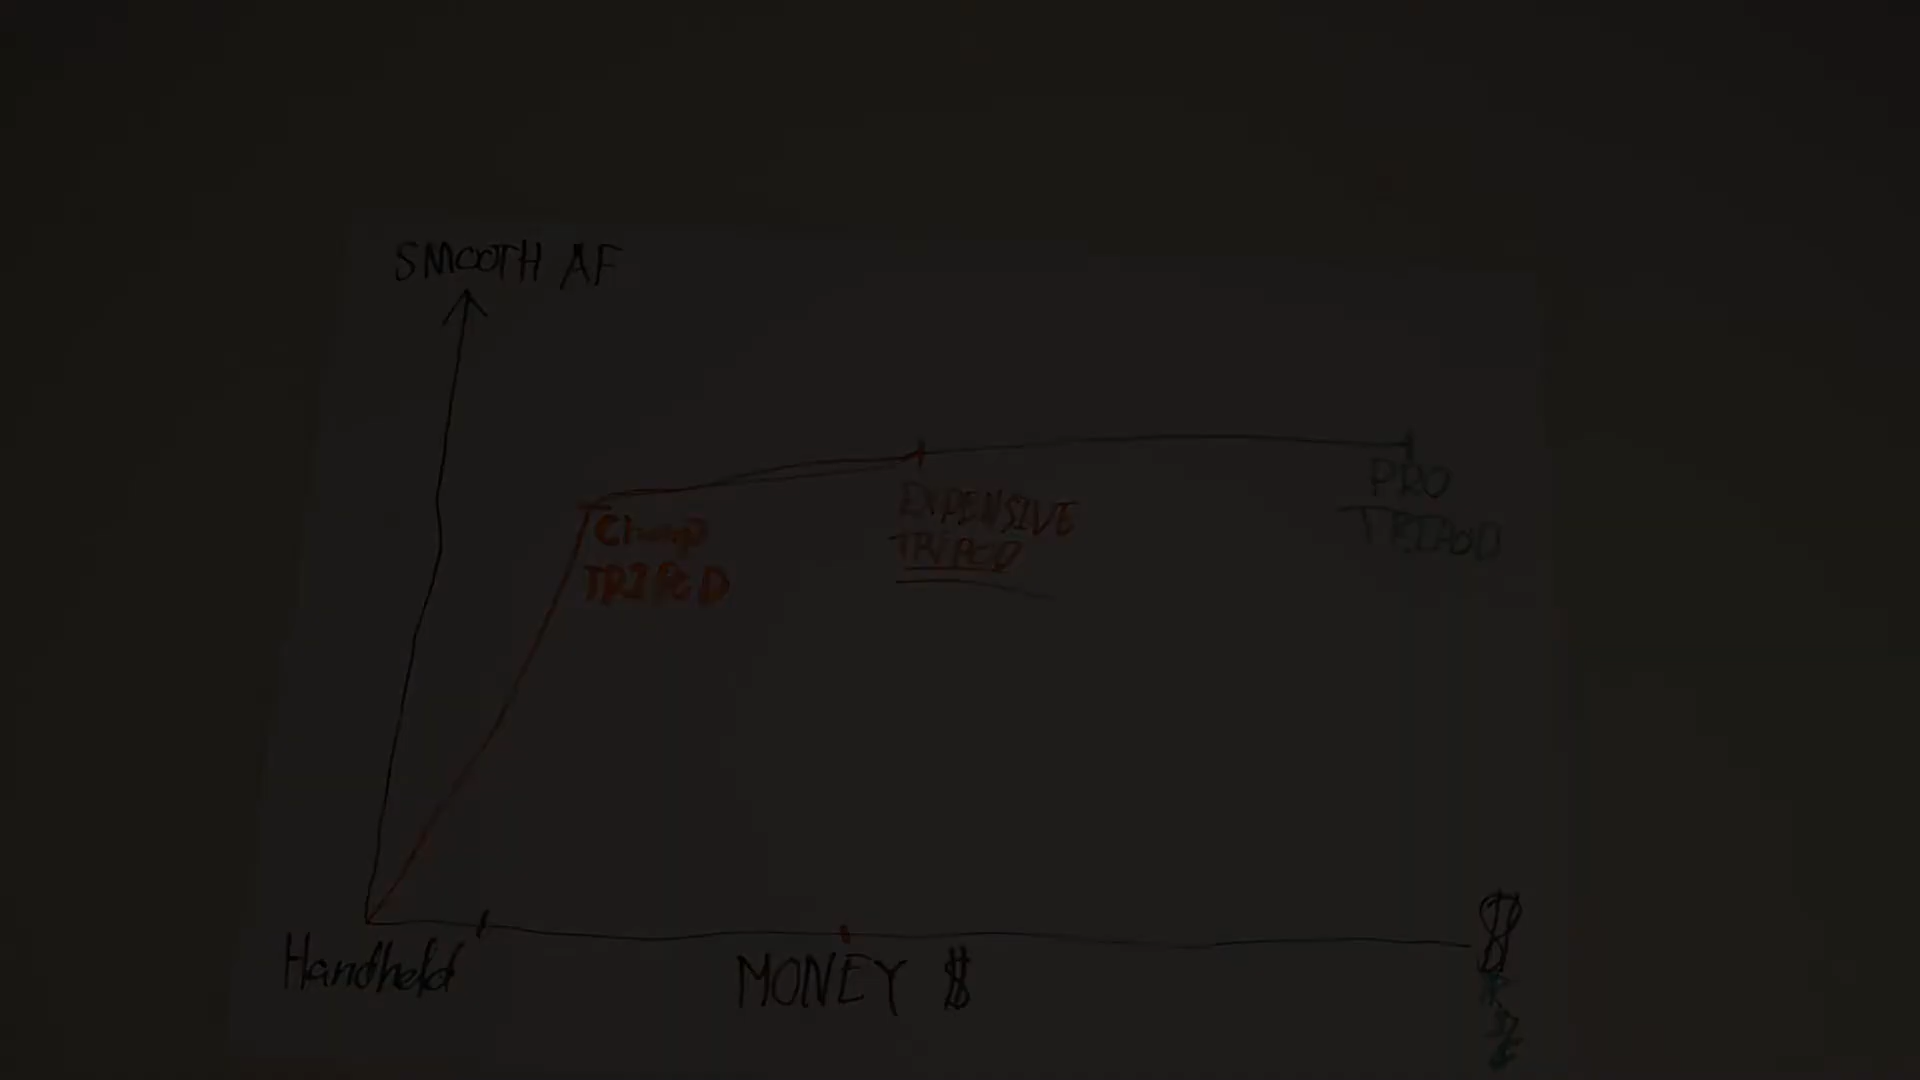 SMOOTH AF
Cheap
TRIPOD
EXPENSIVE
TRIPOD
PRO
TRIPOD
Handheld
MONEY $
$